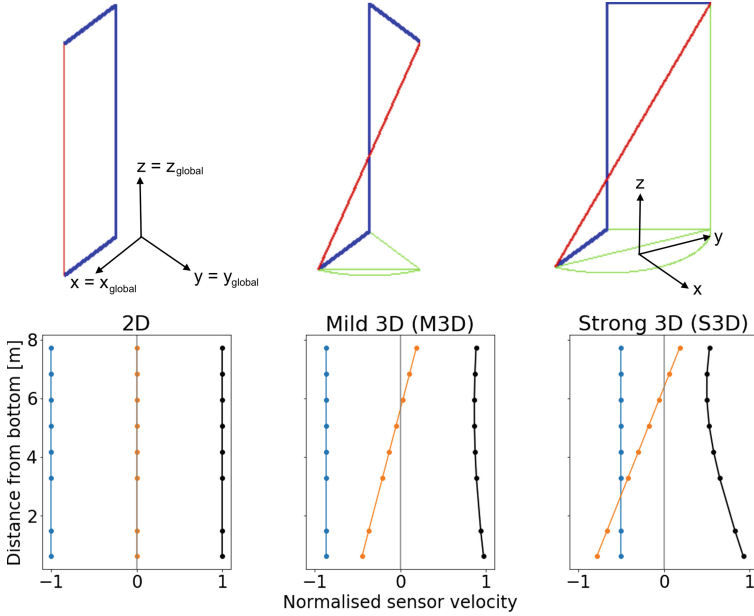 z = z_global
x = x_global
y = y_global
z
y
x
2D
Mild 3D (M3D)
Strong 3D (S3D)
Distance from bottom [m]
8
6
4
2
−1 0 1
−1 0 1
−1 0 1
Normalised sensor velocity